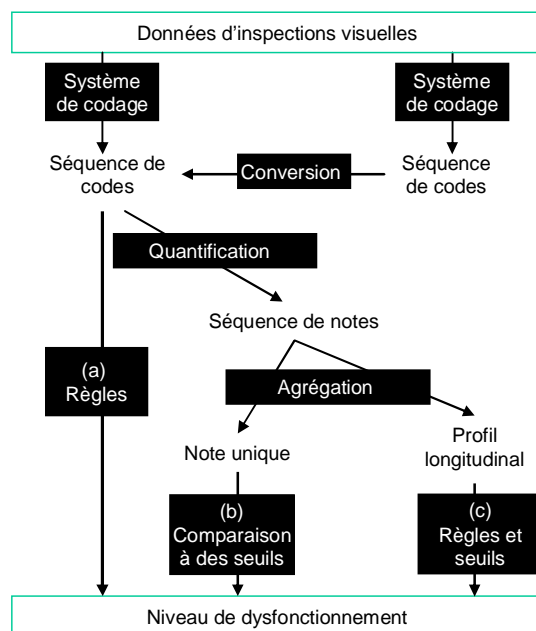 Données d'inspections visuelles
Système
de codage
Système
de codage
Séquence de
codes
Conversion
Séquence
de codes
Quantification
Séquence de notes
(a)
Règles
Agrégation
Note unique
Profil
longitudinal
(b)
Comparaison
à des seuils
(c)
Règles et
seuils
Niveau de dysfonctionnement